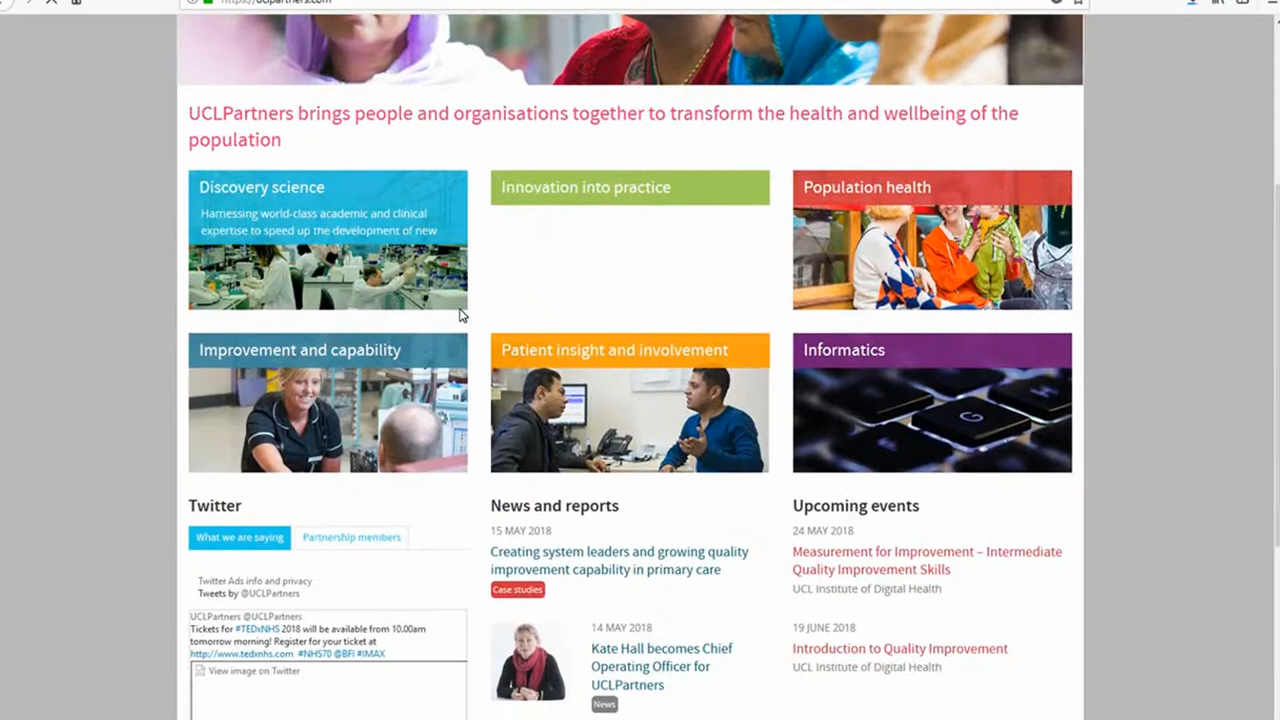 https://uclpartners.com
UCLPartners brings people and organisations together to transform the health and wellbeing of the
population
Discovery science
Harnessing world-class academic and clinical
expertise to speed up the development of new
Innovation into practice
Population health
Improvement and capability
Patient insight and involvement
Informatics
G
H
Twitter
What we are saying
Partnership members
Twitter Ads info and privacy
Tweets by @UCLPartners
UCLPartners @UCLPartners
Tickets for #TEDxNHS 2018 will be available from 10.00am
tomorrow morning! Register for your ticket at
http://www.tedxnhs.com #NHS70 @BFI #IMAX
View image on Twitter
News and reports
15 MAY 2018
Creating system leaders and growing quality
improvement capability in primary care
Case studies
14 MAY 2018
Kate Hall becomes Chief
Operating Officer for
UCLPartners
News
Upcoming events
24 MAY 2018
Measurement for Improvement – Intermediate
Quality Improvement Skills
UCL Institute of Digital Health
19 JUNE 2018
Introduction to Quality Improvement
UCL Institute of Digital Health